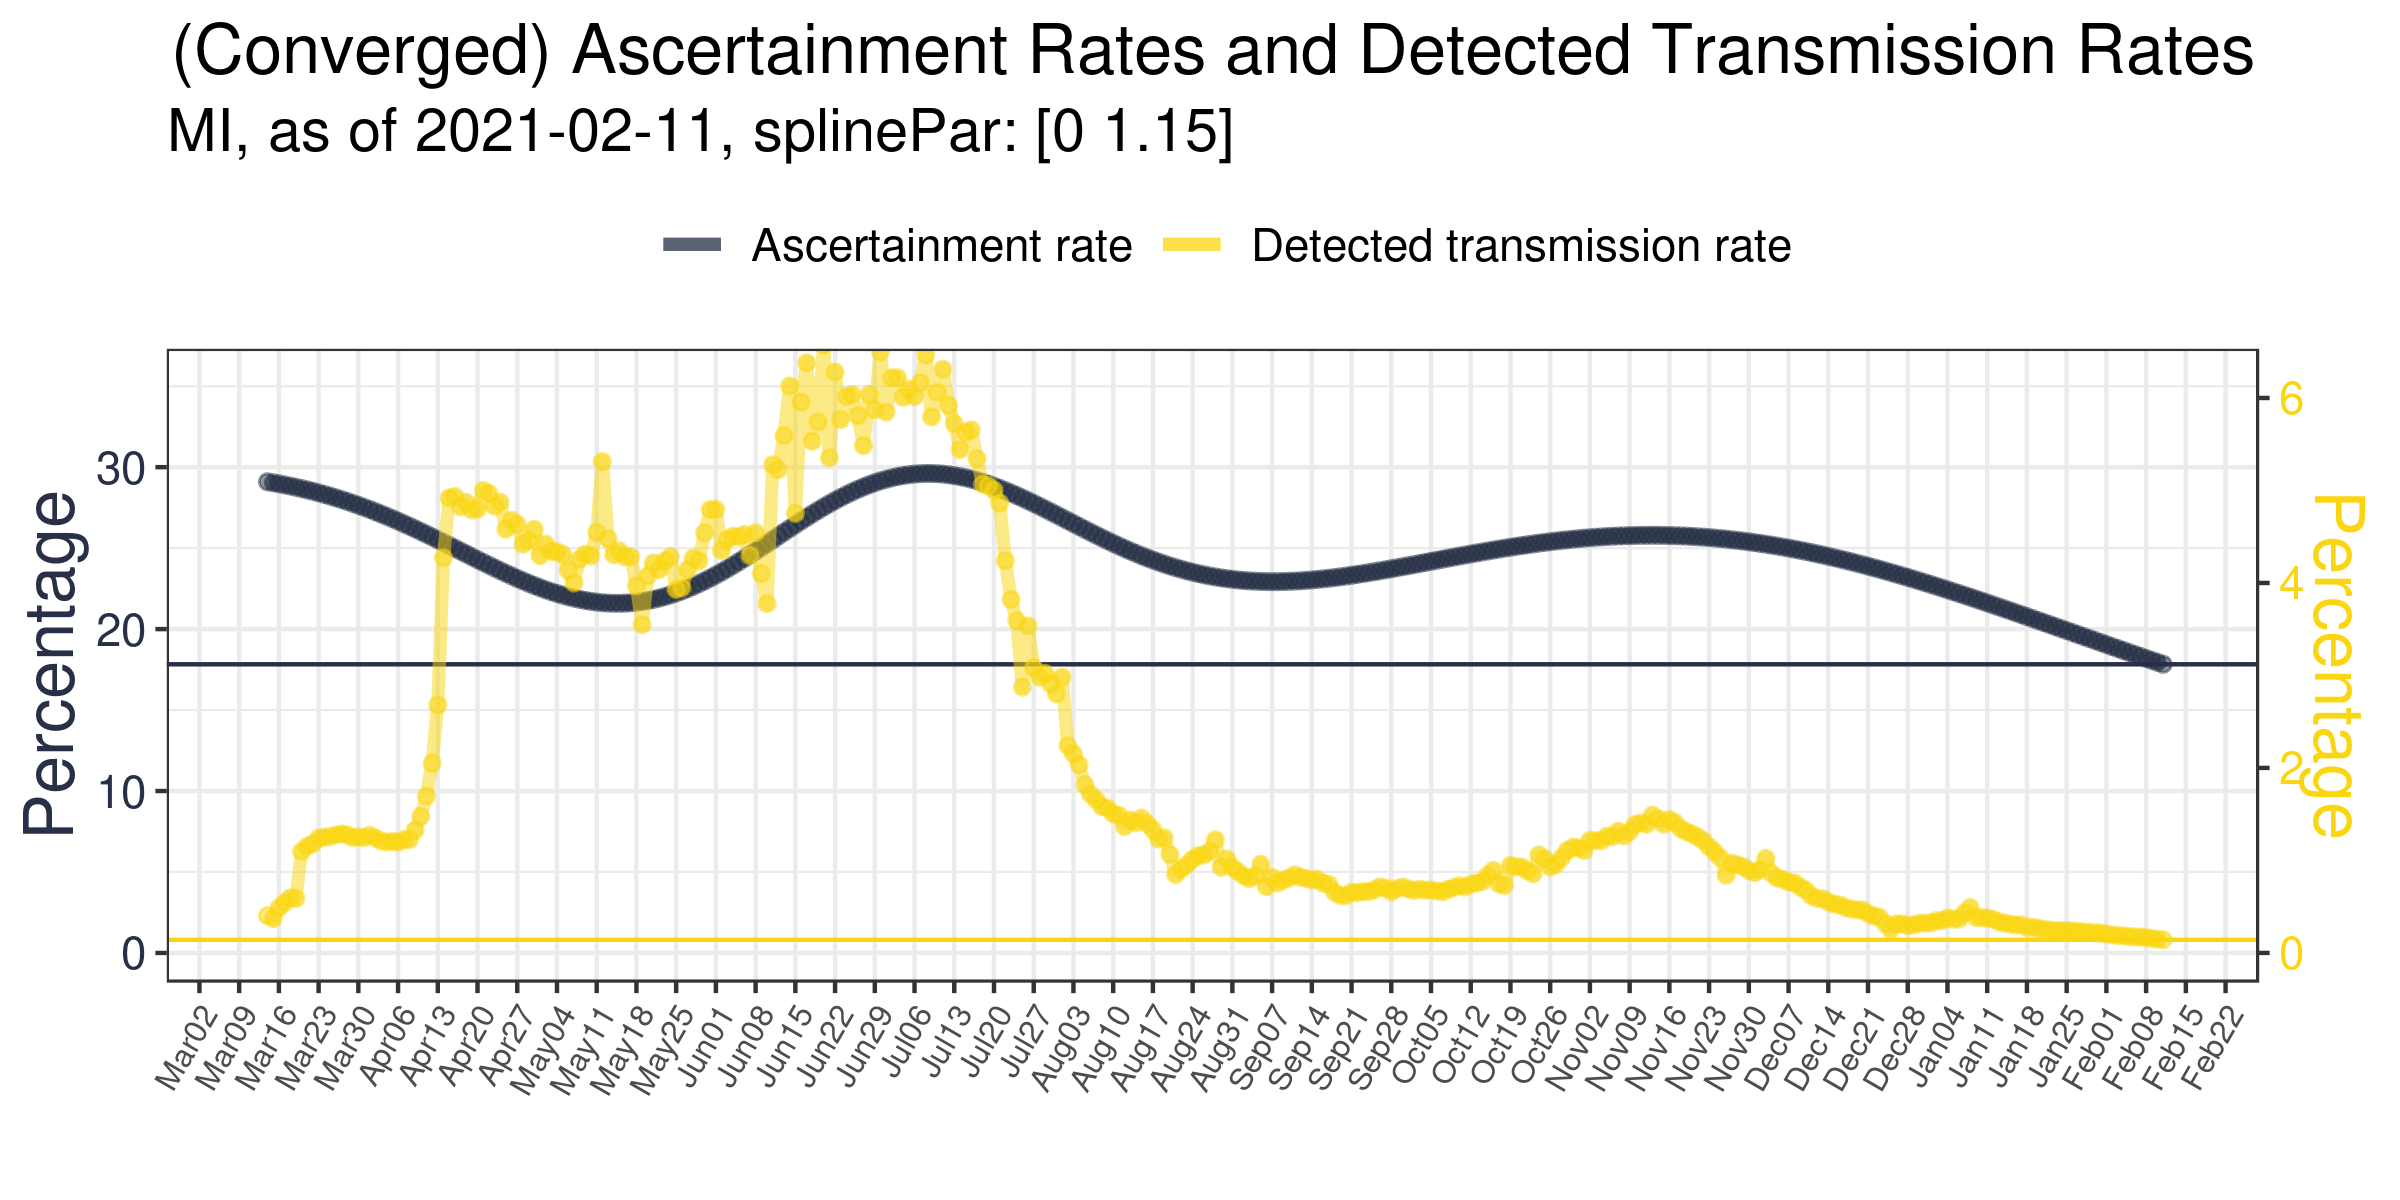 (Converged) Ascertainment Rates and Detected Transmission Rates
MI, as of 2021-02-11, splinePar: [0 1.15]
Ascertainment rate Detected transmission rate
Percentage
30
20
10
0
6
4
2
0
Percentage
Mar02 Mar09 Mar16 Mar23 Mar30 Apr06 Apr13 Apr20 Apr27 May04 May11 May18 May25 Jun01 Jun08 Jun15 Jun22 Jun29 Jul06 Jul13 Jul20 Jul27 Aug03 Aug10 Aug17 Aug24 Aug31 Sep07 Sep14 Sep21 Sep28 Oct05 Oct12 Oct19 Oct26 Nov02 Nov09 Nov16 Nov23 Nov30 Dec07 Dec14 Dec21 Dec28 Jan04 Jan11 Jan18 Jan25 Feb01 Feb08 Feb15 Feb22